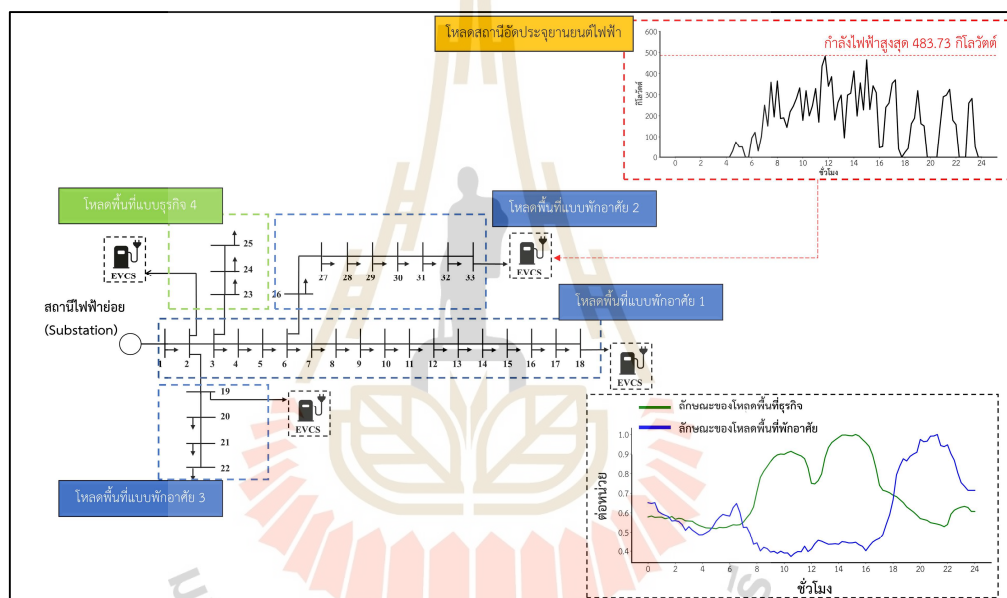 โหลดสถานีอัดประจุยานยนต์ไฟฟ้า
กำลังไฟฟ้าสูงสุด 483.73 กิโลวัตต์
600
500
400
300
200
100
0
กิโลวัตต์
0 2 4 6 8 10 12 14 16 18 20 22 24
ชั่วโมง
โหลดพื้นที่แบบธุรกิจ 4
โหลดพื้นที่แบบพักอาศัย 2
EVCS
25
24
23
27 28 29 30 31 32 33
26
EVCS
สถานีไฟฟ้าย่อย
(Substation)
โหลดพื้นที่แบบพักอาศัย 1
1 2 3 4 5 6 7 8 9 10 11 12 13 14 15 16 17 18
EVCS
19
20
21
22
EVCS
โหลดพื้นที่แบบพักอาศัย 3
ลักษณะของโหลดพื้นที่ธุรกิจ
ลักษณะของโหลดพื้นที่พักอาศัย
1.0
0.9
0.8
0.7
0.6
0.5
0.4
ต่อหน่วย
0 2 4 6 8 10 12 14 16 18 20 22 24
ชั่วโมง